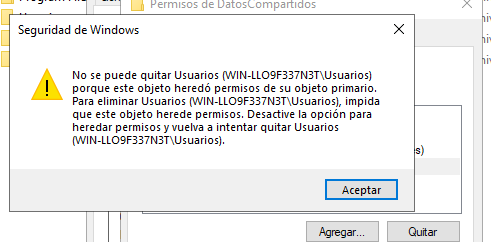 Permisos de DatosCompartidos
Seguridad de Windows
No se puede quitar Usuarios (WIN-LLO9F337N3T\Usuarios)
porque este objeto heredó permisos de su objeto primario.
Para eliminar Usuarios (WIN-LLO9F337N3T\Usuarios), impida
que este objeto herede permisos. Desactive la opción para
heredar permisos y vuelva a intentar quitar Usuarios
(WIN-LLO9F337N3T\Usuarios).
Aceptar
Agregar...
Quitar